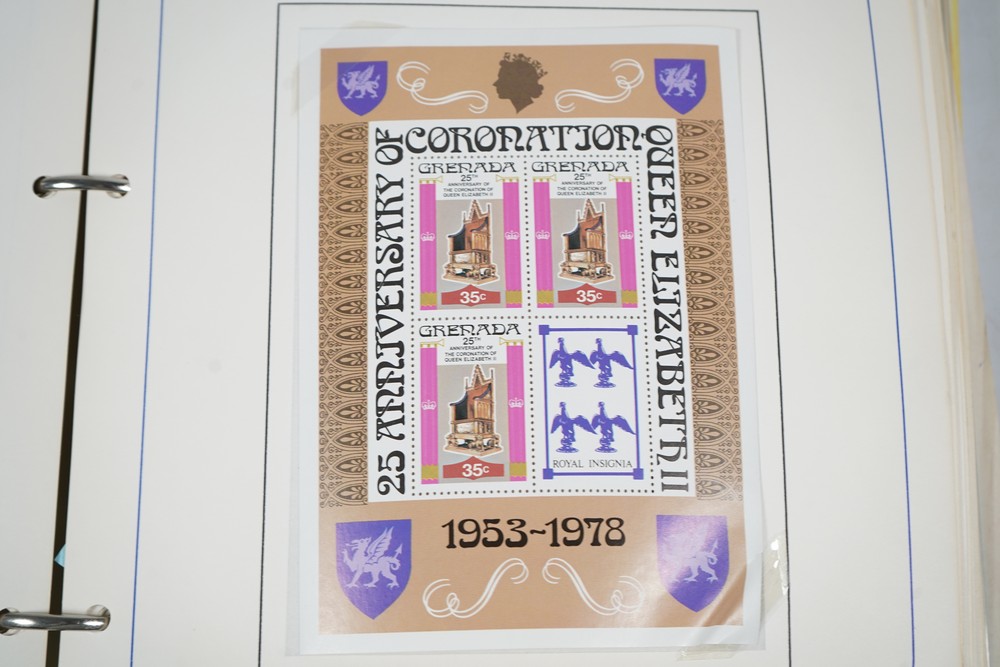 25 ANNIVERSARY OF
CORONATION
QUEEN ELIZABETH II
GRENADA
25TH
ANNIVERSARY OF
THE CORONATION OF
QUEEN ELIZABETH II
35c
GRENADA
25TH
ANNIVERSARY OF
THE CORONATION OF
QUEEN ELIZABETH II
35c
GRENADA
25TH
ANNIVERSARY OF
THE CORONATION OF
QUEEN ELIZABETH II
35c
ROYAL INSIGNIA
1953~1978